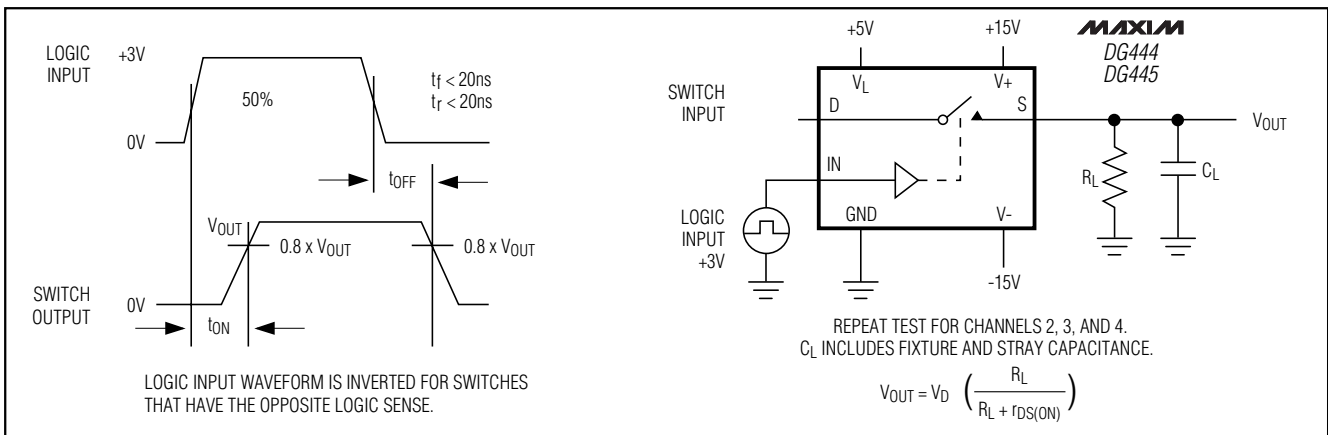 LOGIC
INPUT
+3V
0V
50%
tf < 20ns
tr < 20ns
tOFF
VOUT
0.8 x VOUT
0.8 x VOUT
SWITCH
OUTPUT
0V
tON
LOGIC INPUT WAVEFORM IS INVERTED FOR SWITCHES
THAT HAVE THE OPPOSITE LOGIC SENSE.
+5V
+15V
MAXIM
DG444
DG445
SWITCH
INPUT
VL
V+
D
S
VOUT
IN
RL
CL
LOGIC
INPUT
+3V
GND
V-
-15V
REPEAT TEST FOR CHANNELS 2, 3, AND 4.
CL INCLUDES FIXTURE AND STRAY CAPACITANCE.
VOUT = VD ( RL / RL + rDS(ON) )